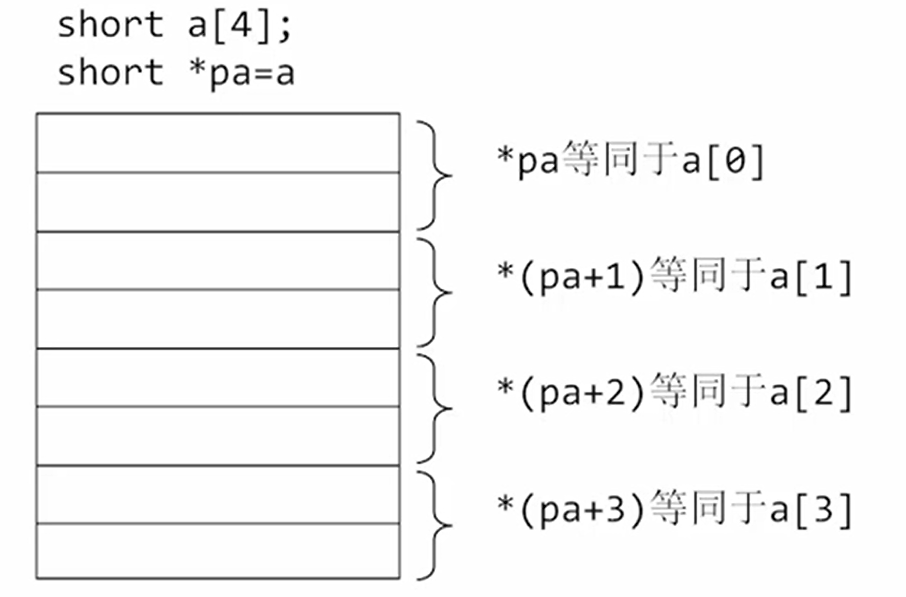 short a[4];
short *pa=a
*pa等同于a[0]
*(pa+1)等同于a[1]
*(pa+2)等同于a[2]
*(pa+3)等同于a[3]